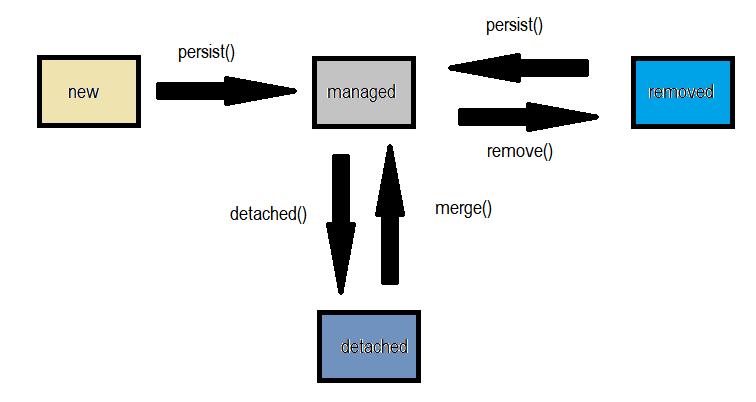 persist()
persist()
new
managed
removed
remove()
detached()
merge()
detached